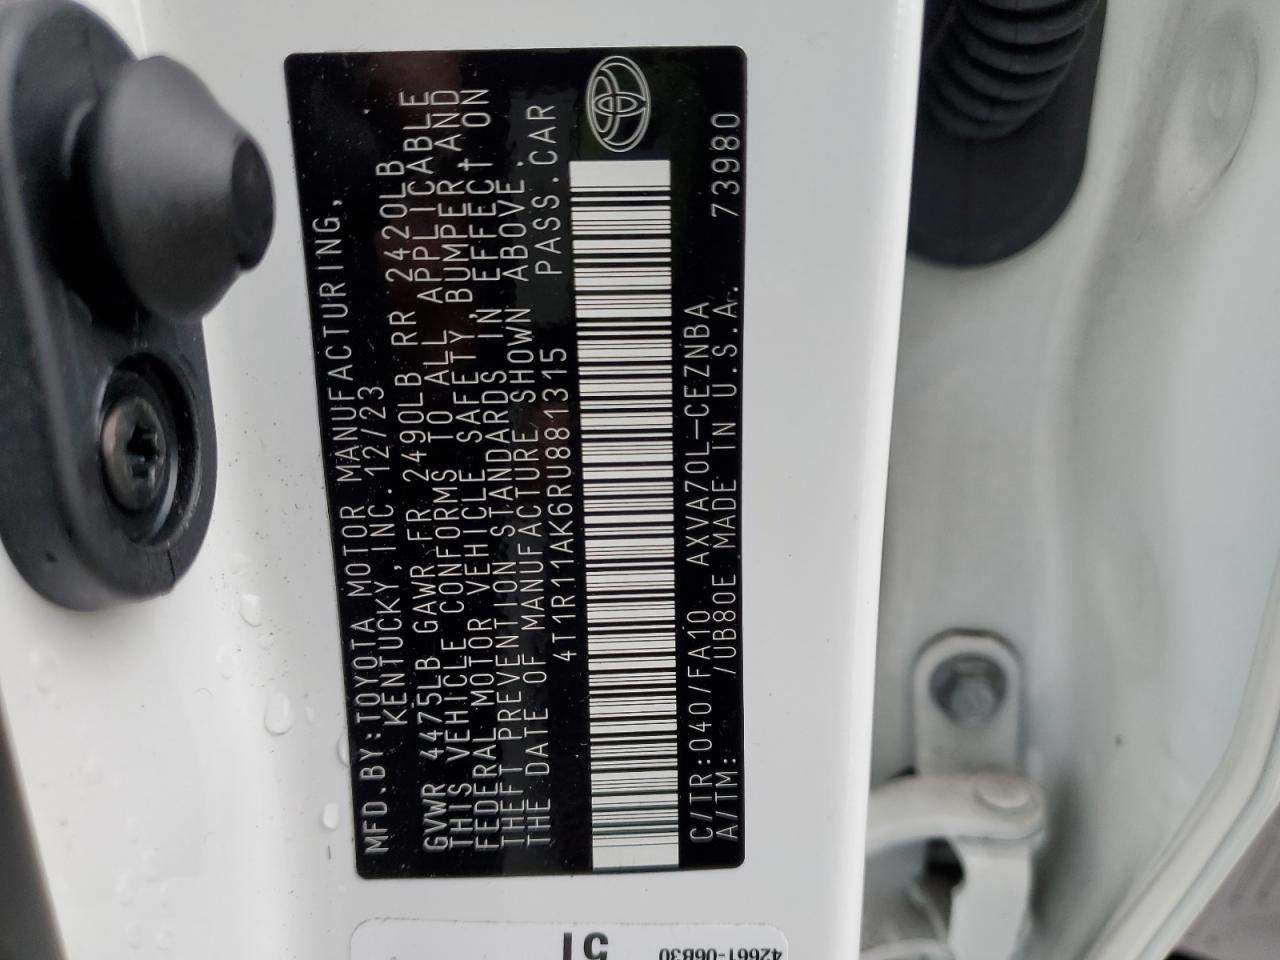 MFD.BY:TOYOTA MOTOR MANUFACTURING,
KENTUCKY,INC. 12/23
GVWR 4475LB GAWR FR 2490LB RR 2420LB
THIS VEHICLE CONFORMS TO ALL APPLICABLE
FEDERAL MOTOR VEHICLE SAFETY,BUMPER,AND
THEFT PREVENTION STANDARDS IN EFFECT ON
THE DATE OF MANUFACTURE SHOWN ABOVE.
4T1R11AK6RU881315 PASS.CAR
C/TR:040/FA10 AXVA70L-CEZNBA
A/TM: /UB80E MADE IN U.S.A. 73980
51
42661-06B30